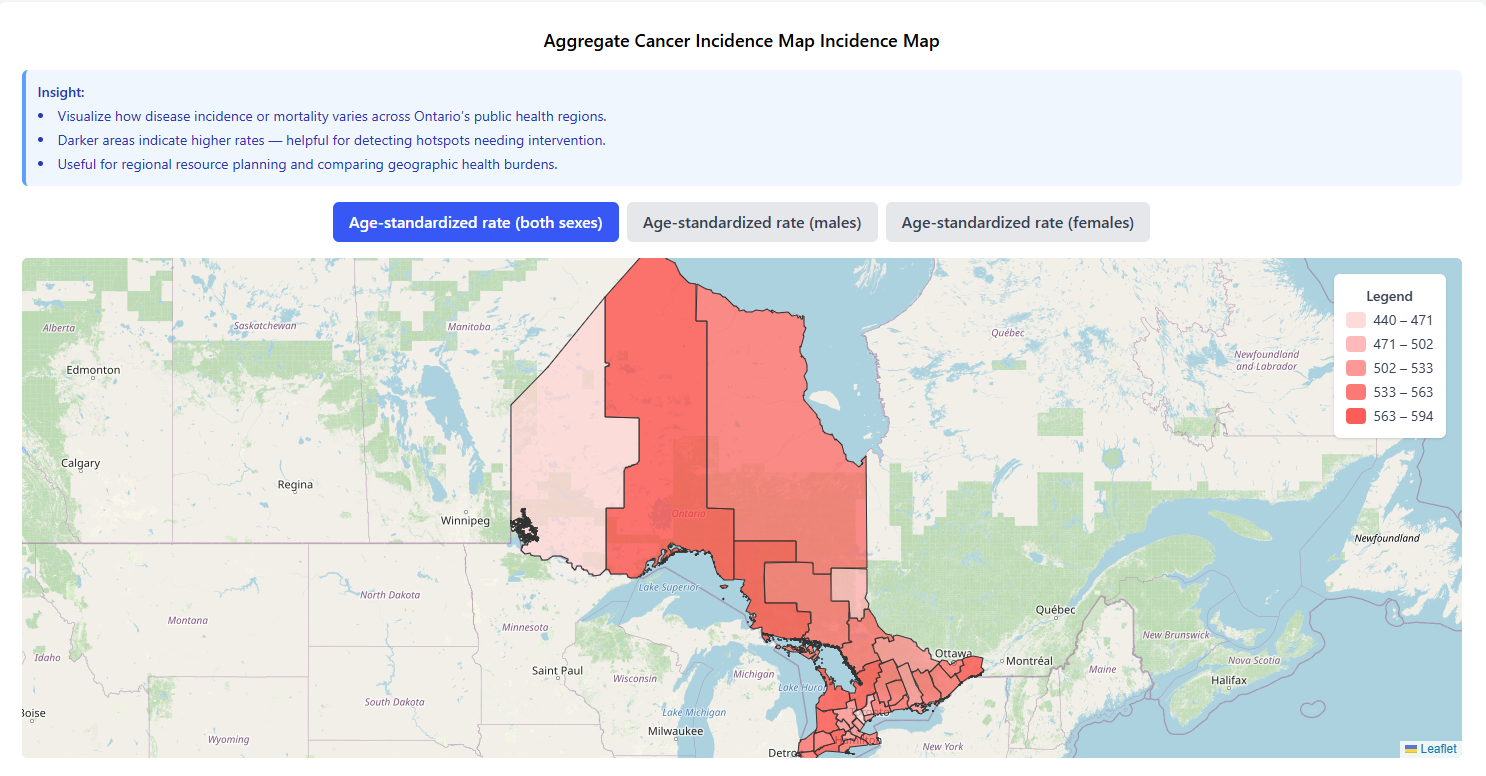 Aggregate Cancer Incidence Map Incidence Map
Insight:
Visualize how disease incidence or mortality varies across Ontario's public health regions.
Darker areas indicate higher rates — helpful for detecting hotspots needing intervention.
Useful for regional resource planning and comparing geographic health burdens.
Age-standardized rate (both sexes)
Age-standardized rate (males)
Age-standardized rate (females)
Legend
440 – 471
471 – 502
502 – 533
533 – 563
563 – 594
Alberta
Saskatchewan
Manitoba
Québec
Newfoundland
and Labrador
Edmonton
Calgary
Regina
Winnipeg
Ontario
Newfoundland
Lake Superior
North Dakota
Québec
Montana
Minnesota
New Brunswick
Idaho
Ottawa
Montréal
Nova Scotia
Saint Paul
Wisconsin
Michigan
Maine
Halifax
Lake Huron
South Dakota
Lake Michigan
Boise
Milwaukee
Wyoming
Hamilton
New York
Detro
Leaflet